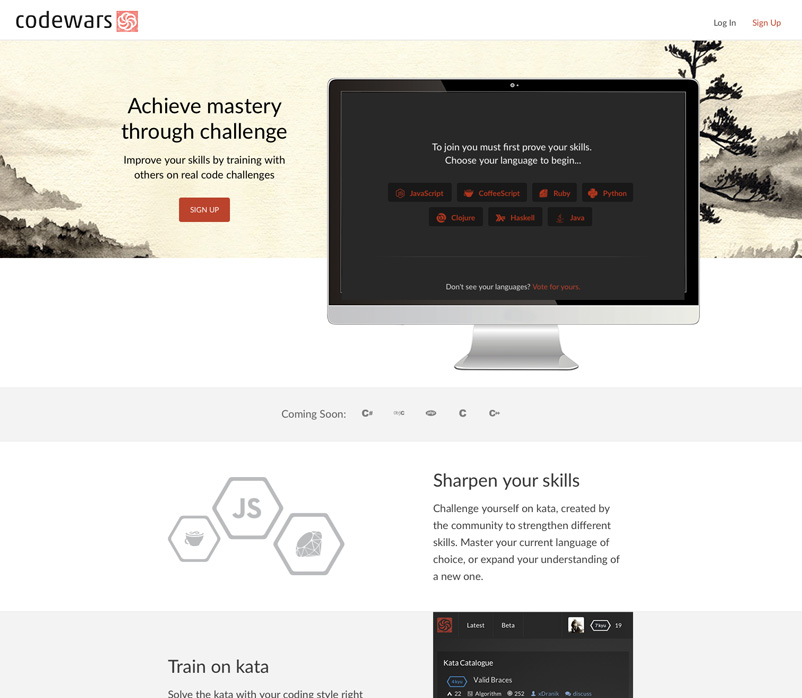 codewars
Log In Sign Up
Achieve mastery
through challenge
Improve your skills by training with
others on real code challenges
SIGN UP
To join you must first prove your skills.
Choose your language to begin...
JavaScript CoffeeScript Ruby Python
Clojure Haskell Java
Don't see your languages? Vote for yours.
Coming Soon: C# php C C++
JS
Sharpen your skills
Challenge yourself on kata, created by
the community to strengthen different
skills. Master your current language of
choice, or expand your understanding of
a new one.
Latest Beta 7 kyu 19
Kata Catalogue
Valid Braces
22 Algorithm 252 xDranik discuss
Train on kata
Solve the kata with your coding style right